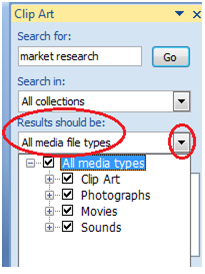 Clip Art
Search for:
market research
Go
Search in:
All collections
Results should be:
All media file types
All media types
Clip Art
Photographs
Movies
Sounds